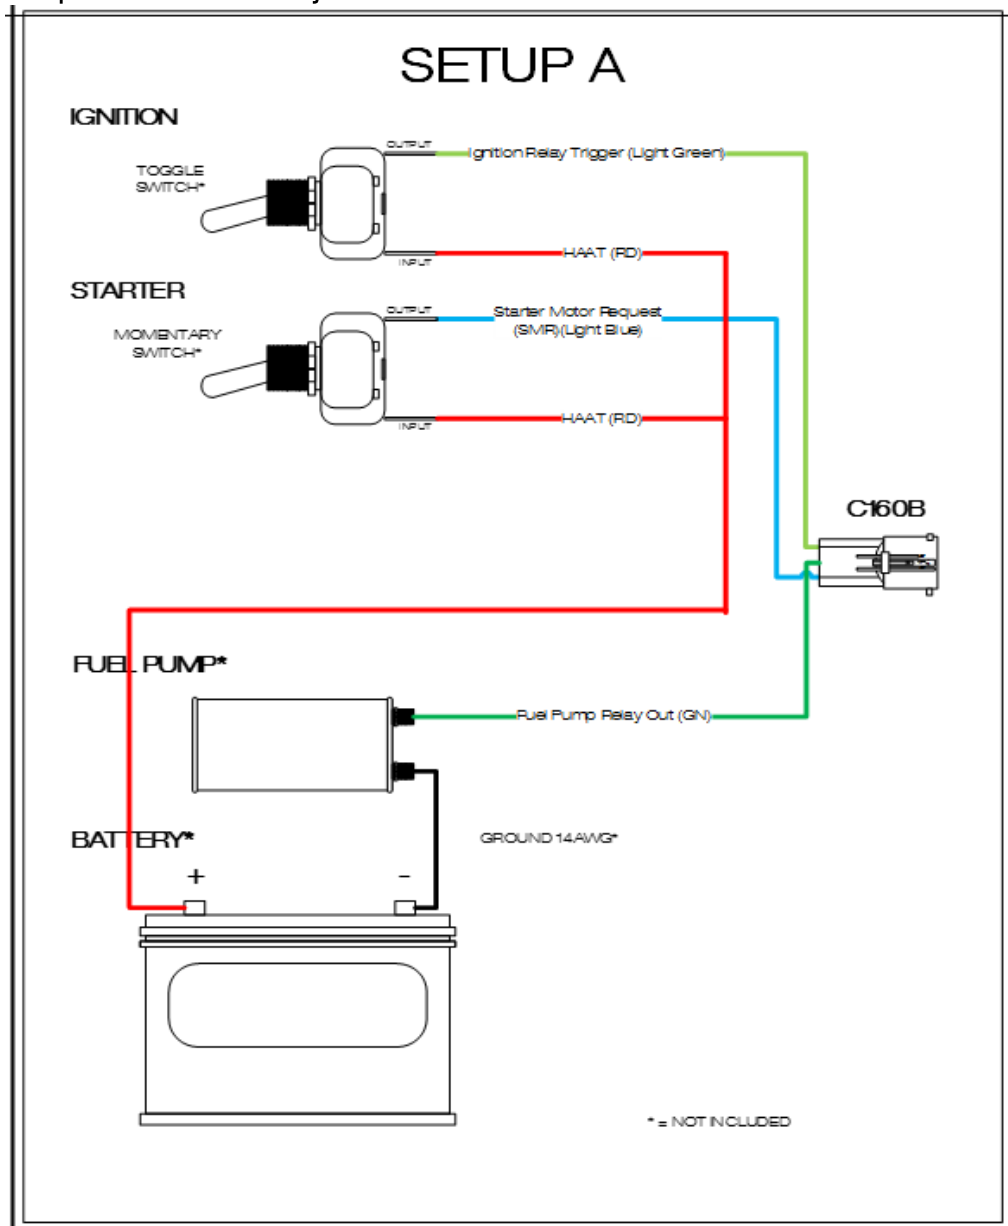 SETUP A
IGNITION
TOGGLE
SWITCH*
OUTPUT
Ignition Relay Trigger (Light Green)
INPUT
HAAT (RD)
STARTER
MOMENTARY
SWITCH*
OUTPUT
Starter Motor Request
(SMR)(Light Blue)
INPUT
HAAT (RD)
C160B
FUEL PUMP*
Fuel Pump Relay Out (GN)
BATTERY*
GROUND 14AWG*
+
-
* = NOT INCLUDED